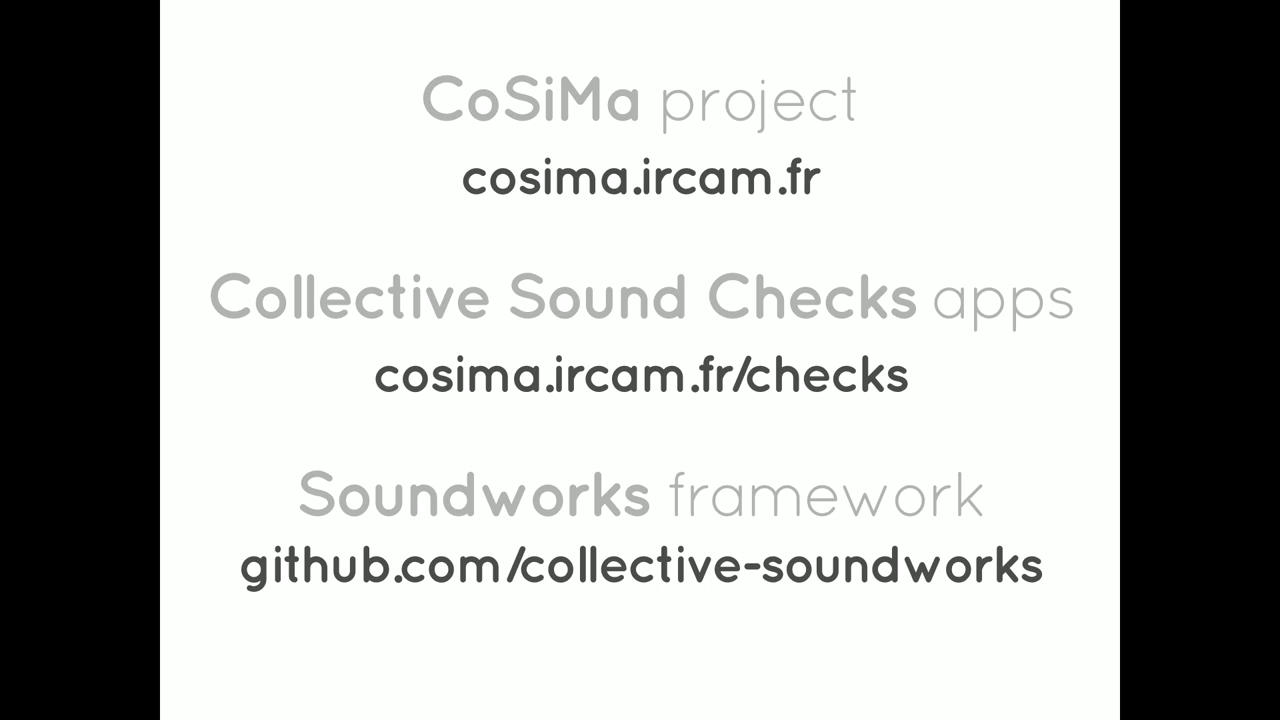 CoSiMa project
cosima.ircam.fr
Collective Sound Checks apps
cosima.ircam.fr/checks
Soundworks framework
github.com/collective-soundworks